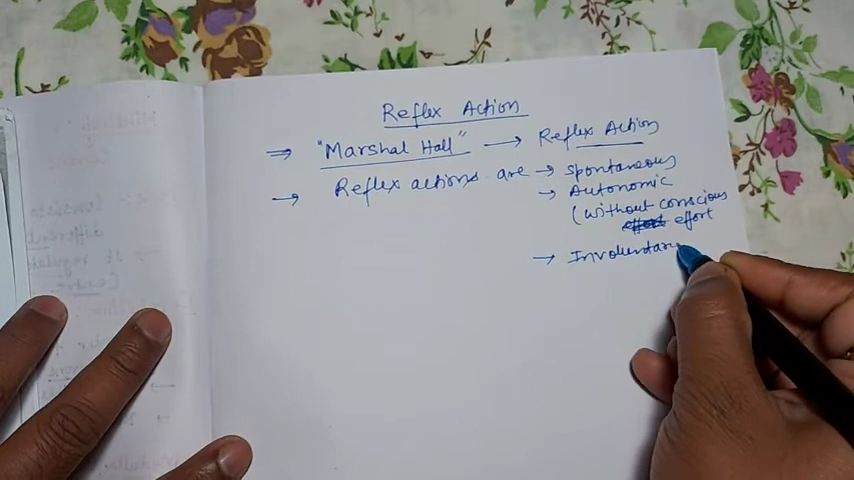 Reflex Action
⇒ "Marshal Hall" → Reflex Action
→ Reflex actions are → spontaneous
→ Autonomic
(without conscious
effort
→ Involuntary